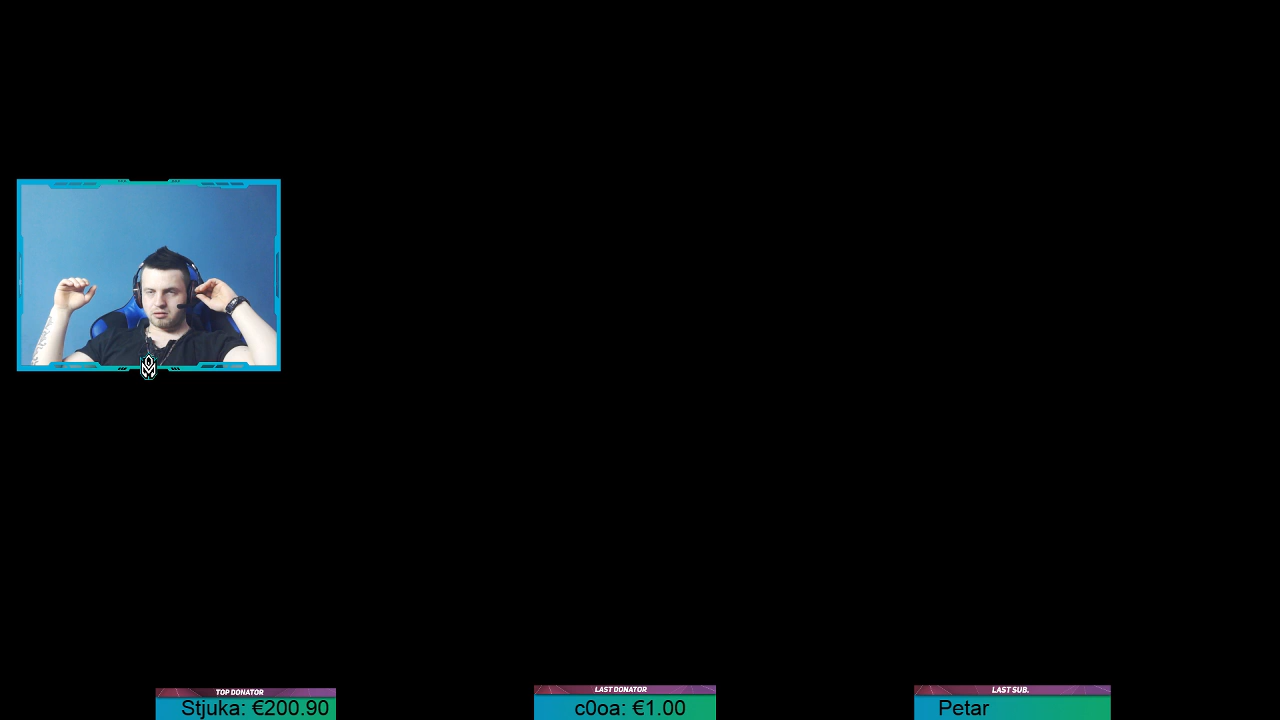 TOP DONATOR
Stjuka: €200.90
LAST DONATOR
c0oa: €1.00
LAST SUB.
Petar